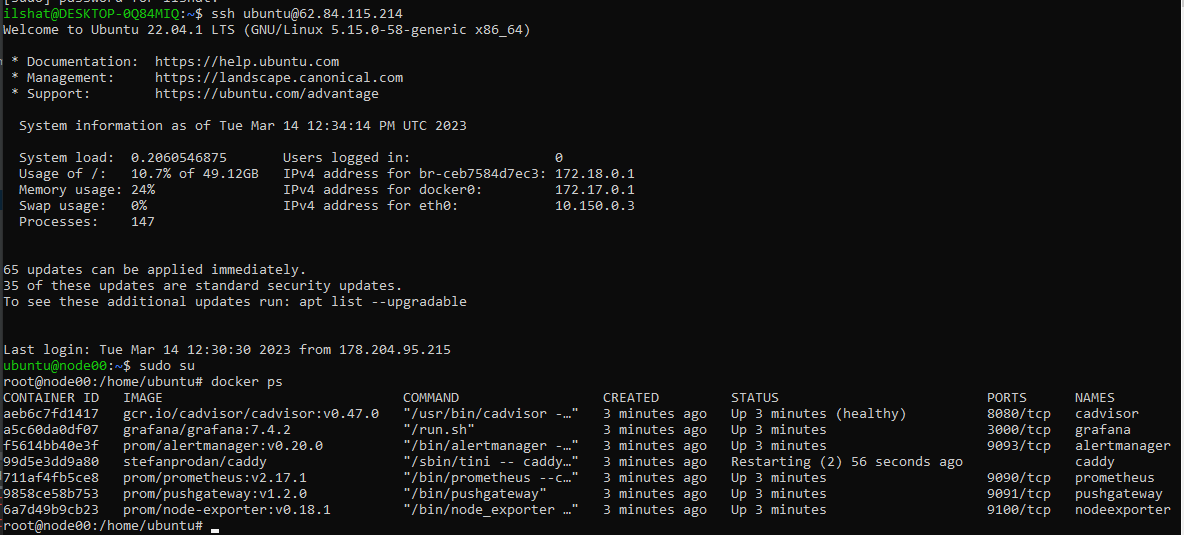 ilshat@DESKTOP-0Q84MIQ:~$ ssh ubuntu@62.84.115.214
Welcome to Ubuntu 22.04.1 LTS (GNU/Linux 5.15.0-58-generic x86_64)
* Documentation:  https://help.ubuntu.com
* Management:     https://landscape.canonical.com
* Support:        https://ubuntu.com/advantage
System information as of Tue Mar 14 12:34:14 PM UTC 2023
System load:  0.2060546875       Users logged in:                  0
Usage of /:   10.7% of 49.12GB   IPv4 address for br-ceb7584d7ec3: 172.18.0.1
Memory usage: 24%                IPv4 address for docker0:         172.17.0.1
Swap usage:   0%                 IPv4 address for eth0:            10.150.0.3
Processes:    147
65 updates can be applied immediately.
35 of these updates are standard security updates.
To see these additional updates run: apt list --upgradable
Last login: Tue Mar 14 12:30:30 2023 from 178.204.95.215
ubuntu@node00:~$ sudo su
root@node00:/home/ubuntu# docker ps
CONTAINER ID   IMAGE                              COMMAND                  CREATED         STATUS                         PORTS      NAMES
aeb6c7fd1417   gcr.io/cadvisor/cadvisor:v0.47.0   "/usr/bin/cadvisor -…"   3 minutes ago   Up 3 minutes (healthy)         8080/tcp   cadvisor
a5c60da0df07   grafana/grafana:7.4.2              "/run.sh"                3 minutes ago   Up 3 minutes                   3000/tcp   grafana
f5614bb40e3f   prom/alertmanager:v0.20.0          "/bin/alertmanager -…"   3 minutes ago   Up 3 minutes                   9093/tcp   alertmanager
99d5e3dd9a80   stefanprodan/caddy                 "/sbin/tini -- caddy…"   3 minutes ago   Restarting (2) 56 seconds ago             caddy
711af4fb5ce8   prom/prometheus:v2.17.1            "/bin/prometheus --c…"   3 minutes ago   Up 3 minutes                   9090/tcp   prometheus
9858ce58b753   prom/pushgateway:v1.2.0            "/bin/pushgateway"       3 minutes ago   Up 3 minutes                   9091/tcp   pushgateway
6a7d49b9cb23   prom/node-exporter:v0.18.1         "/bin/node_exporter …"   3 minutes ago   Up 3 minutes                   9100/tcp   nodeexporter
root@node00:/home/ubuntu#